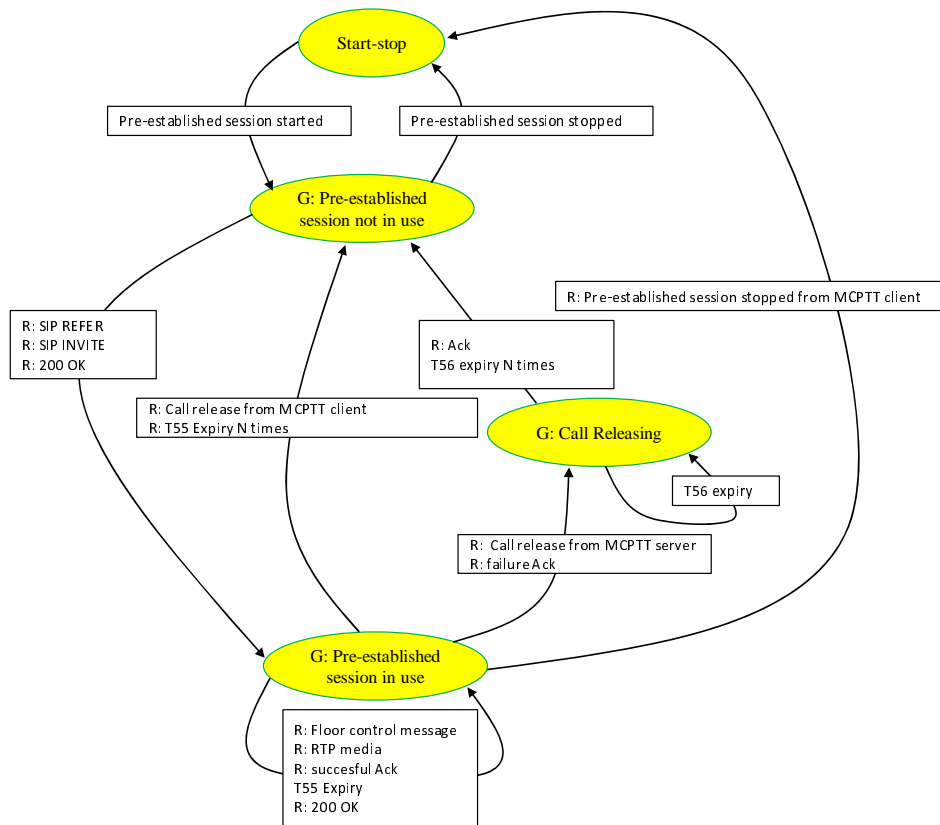 Start-stop
Pre-established session started
Pre-established session stopped
G: Pre-established
session not in use
R: Pre-established session stopped from MCPTT client
R: SIP REFER
R: SIP INVITE
R: 200 OK
R: Ack
T56 expiry N times
R: Call release from MCPTT client
R: T55 Expiry N times
G: Call Releasing
T56 expiry
R: Call release from MCPTT server
R: failure Ack
G: Pre-established
session in use
R: Floor control message
R: RTP media
R: succesful Ack
T55 Expiry
R: 200 OK